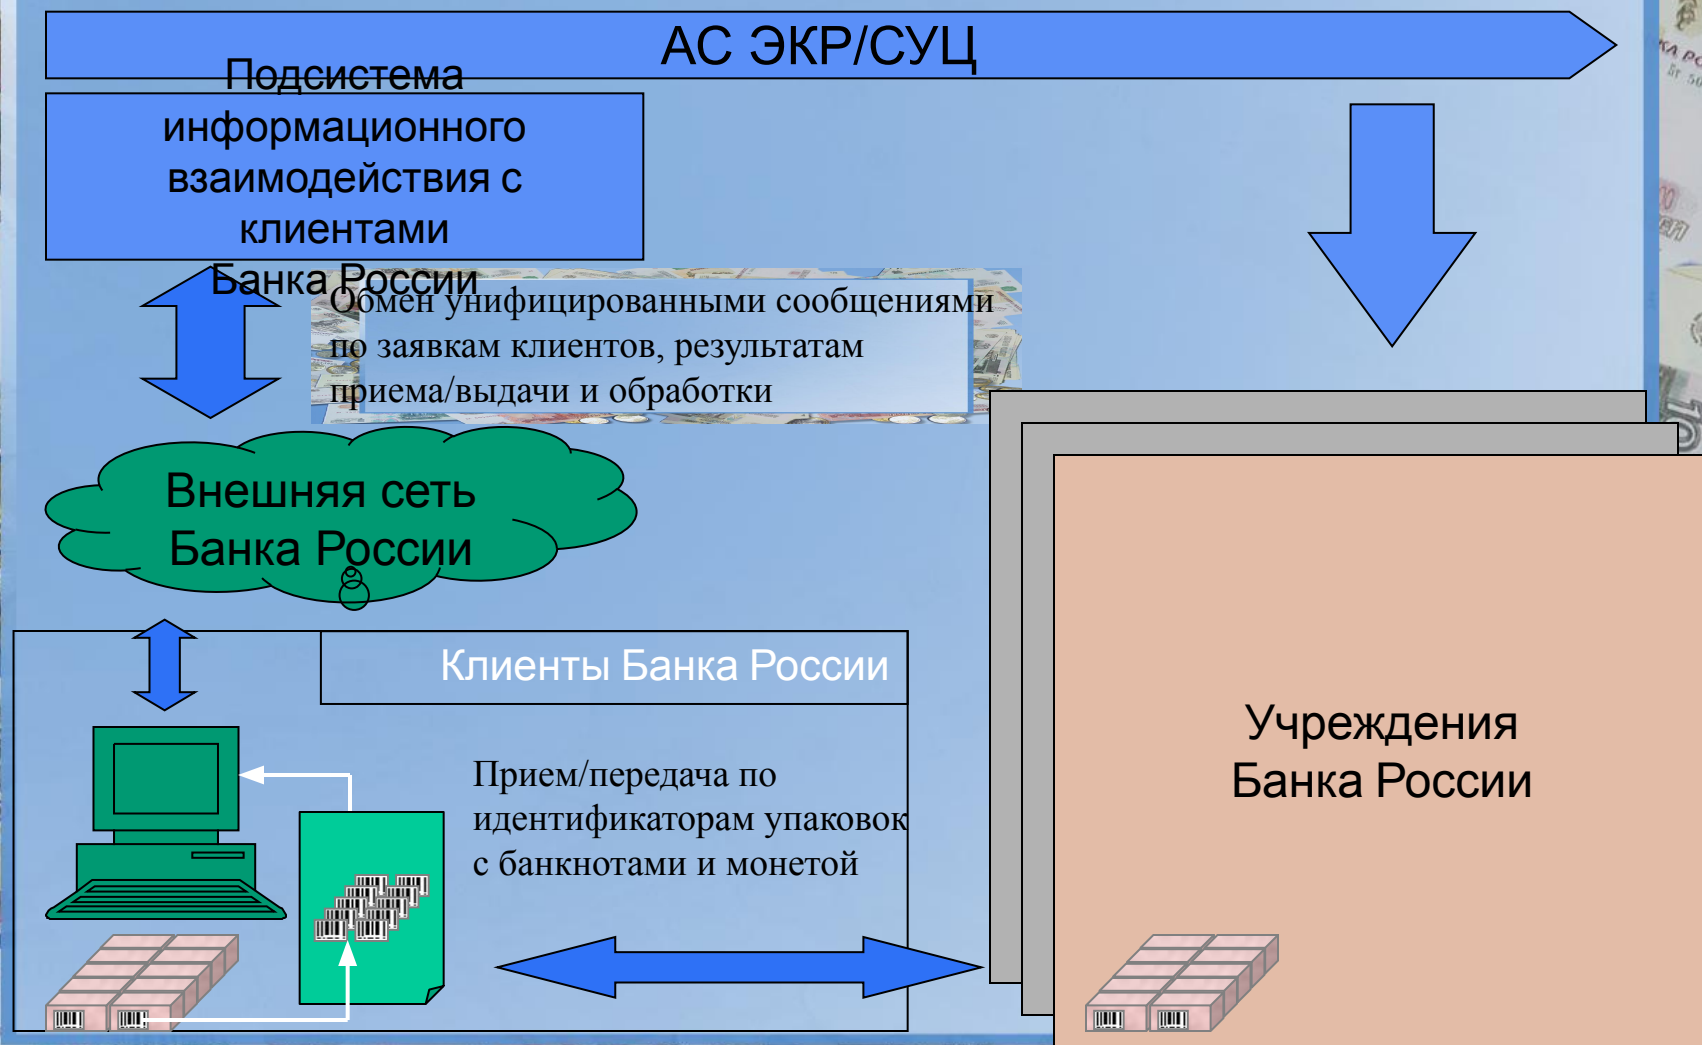 АС ЭКР/СУЦ
Подсистема
информационного
взаимодействия с
клиентами
Банка России
Обмен унифицированными сообщениями
по заявкам клиентов, результатам
приема/выдачи и обработки
Внешняя сеть
Банка России
Клиенты Банка России
Прием/передача по
идентификаторам упаковок
с банкнотами и монетой
Учреждения
Банка России